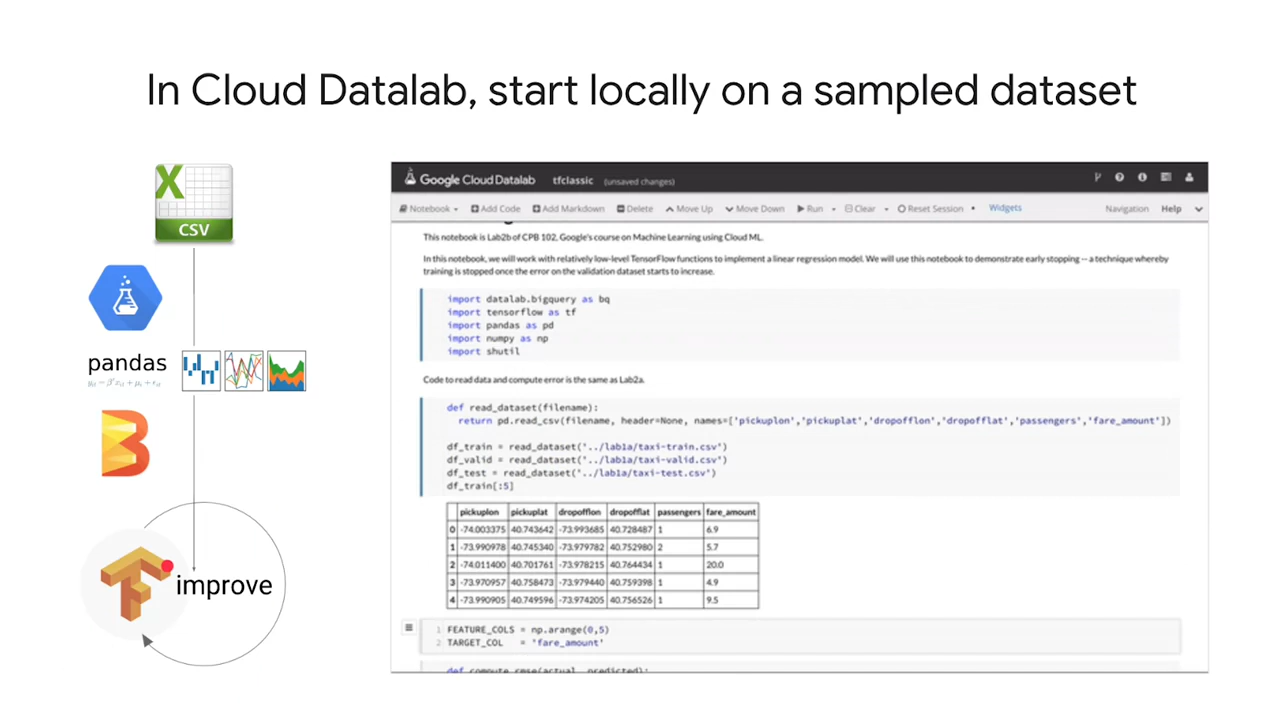 In Cloud Datalab, start locally on a sampled dataset
X
CSV
pandas
improve
Google Cloud Datalab tfclassic (unsaved changes)
Notebook Add Code Add Markdown Delete Move Up Move Down Run Clear Reset Session Widgets Navigation Help
This notebook is Lab2b of CPB 102, Google's course on Machine Learning using Cloud ML.
In this notebook, we will work with relatively low-level TensorFlow functions to implement a linear regression model. We will use this notebook to demonstrate early stopping -- a technique whereby
training is stopped once the error on the validation dataset starts to increase.
import datalab.bigquery as bq
import tensorflow as tf
import pandas as pd
import numpy as np
import shutil
Code to read data and compute error is the same as Lab2a.
def read_dataset(filename):
return pd.read_csv(filename, header=None, names=['pickuplon','pickuplat','dropofflon','dropofflat','passengers','fare_amount'])
df_train = read_dataset('../lab1a/taxi-train.csv')
df_valid = read_dataset('../lab1a/taxi-valid.csv')
df_test = read_dataset('../lab1a/taxi-test.csv')
df_train[:5]
pickuplon pickuplat dropofflon dropofflat passengers fare_amount
0 -74.003375 40.743642 -73.993685 40.728487 1 6.9
1 -73.990978 40.745340 -73.979782 40.752980 2 5.7
2 -74.011400 40.701761 -73.978215 40.764434 1 20.0
3 -73.970957 40.758473 -73.979440 40.759398 1 4.9
4 -73.990905 40.749596 -73.974205 40.756526 1 9.5
1 FEATURE_COLS = np.arange(0,5)
2 TARGET_COL = 'fare_amount'
def compute_rmse(actual, predicted):